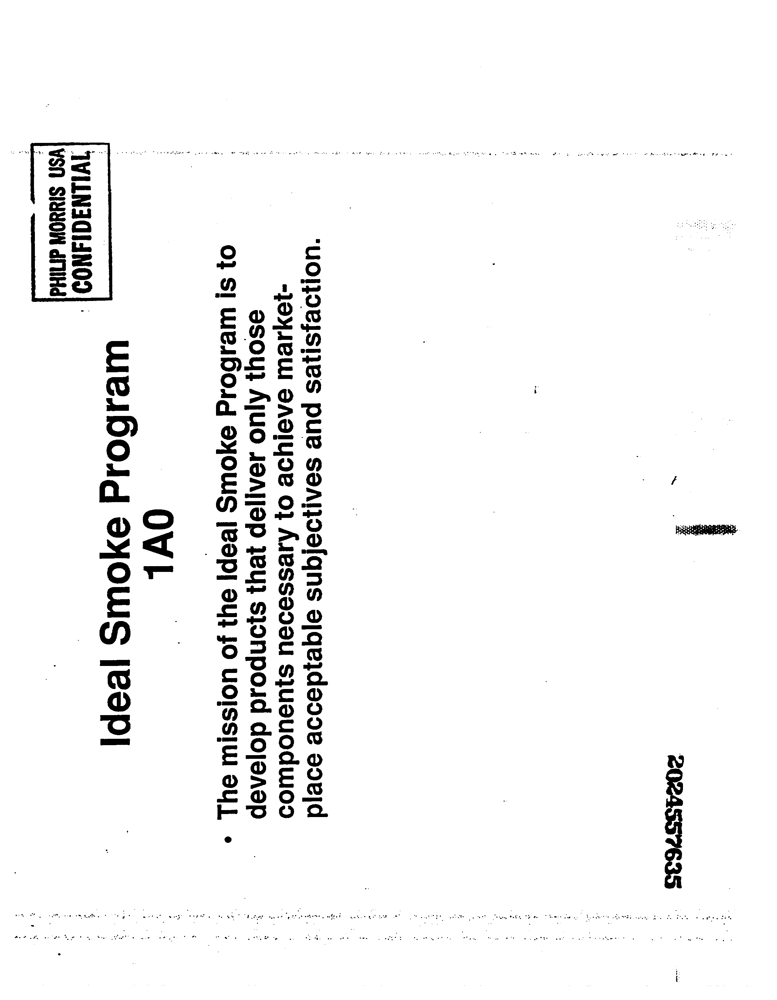 PHILIP MORRIS USA
CONFIDENTIAL
Ideal Smoke Program
1A0
• The mission of the Ideal Smoke Program is to
develop products that deliver only those
components necessary to achieve market-
place acceptable subjectives and satisfaction.
2024557635